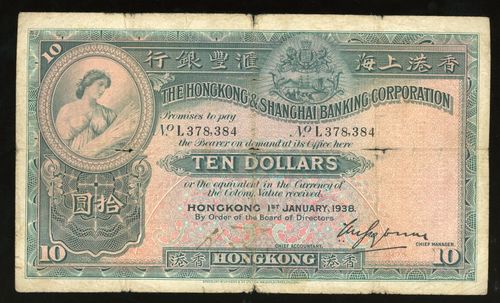 10
行銀豐滙 海上港香
THE HONGKONG & SHANGHAI BANKING CORPORATION
Promises to pay
Nº L378,384 Nº L378,384
the Bearer on demand at its Office here
TEN DOLLARS
or the equivalent in the Currency of
the Colony, Value received.
HONGKONG 1ST JANUARY, 1938.
By Order of the Board of Directors
圓拾
CHIEF ACCOUNTANT. CHIEF MANAGER.
10 港香 HONGKONG 港香 10